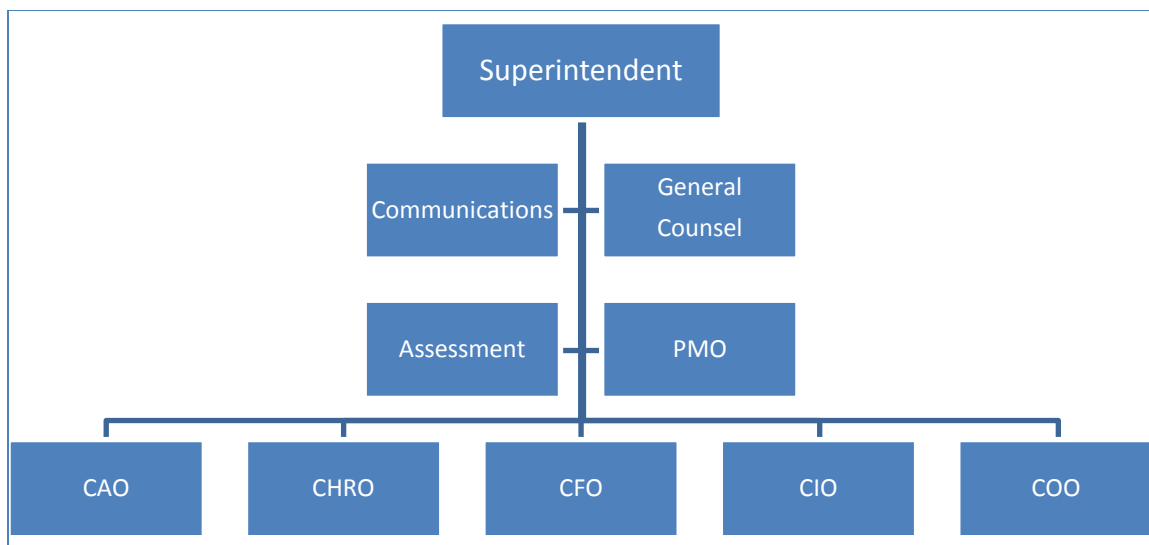 Superintendent
Communications
General
Counsel
Assessment
PMO
CAO
CHRO
CFO
CIO
COO